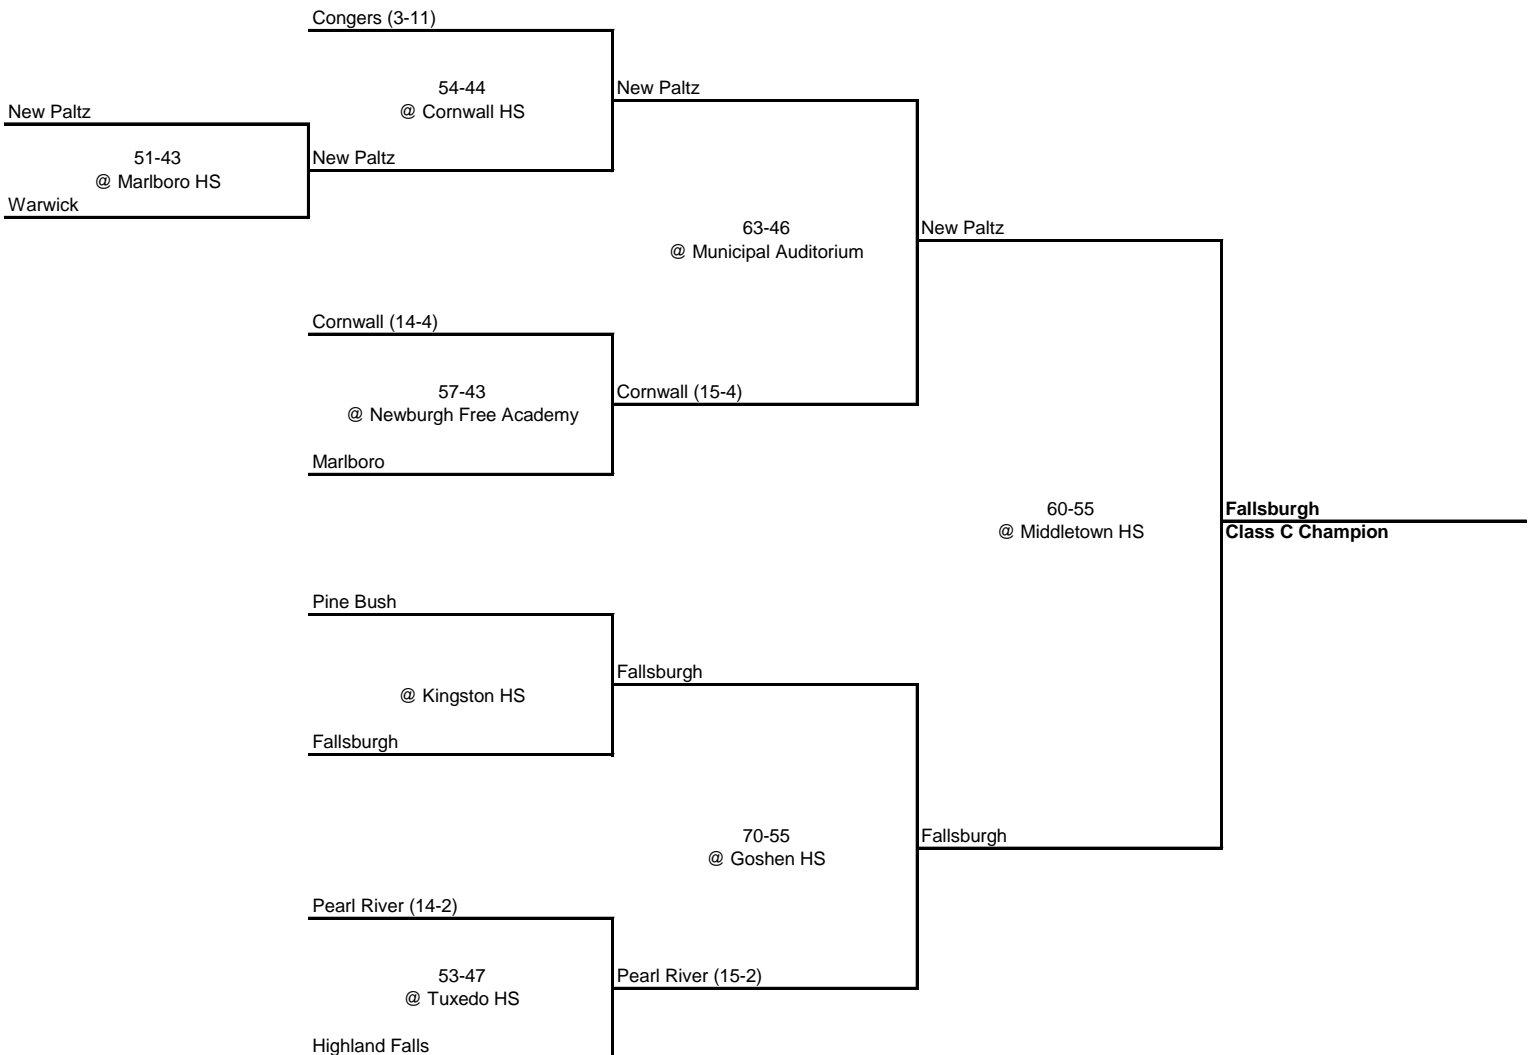 Congers (3-11)
54-44
@ Cornwall HS
New Paltz
New Paltz
51-43
@ Marlboro HS
New Paltz
Warwick
63-46
@ Municipal Auditorium
New Paltz
Cornwall (14-4)
57-43
@ Newburgh Free Academy
Cornwall (15-4)
Marlboro
60-55
@ Middletown HS
Fallsburgh
Class C Champion
Pine Bush
@ Kingston HS
Fallsburgh
Fallsburgh
70-55
@ Goshen HS
Fallsburgh
Pearl River (14-2)
53-47
@ Tuxedo HS
Pearl River (15-2)
Highland Falls